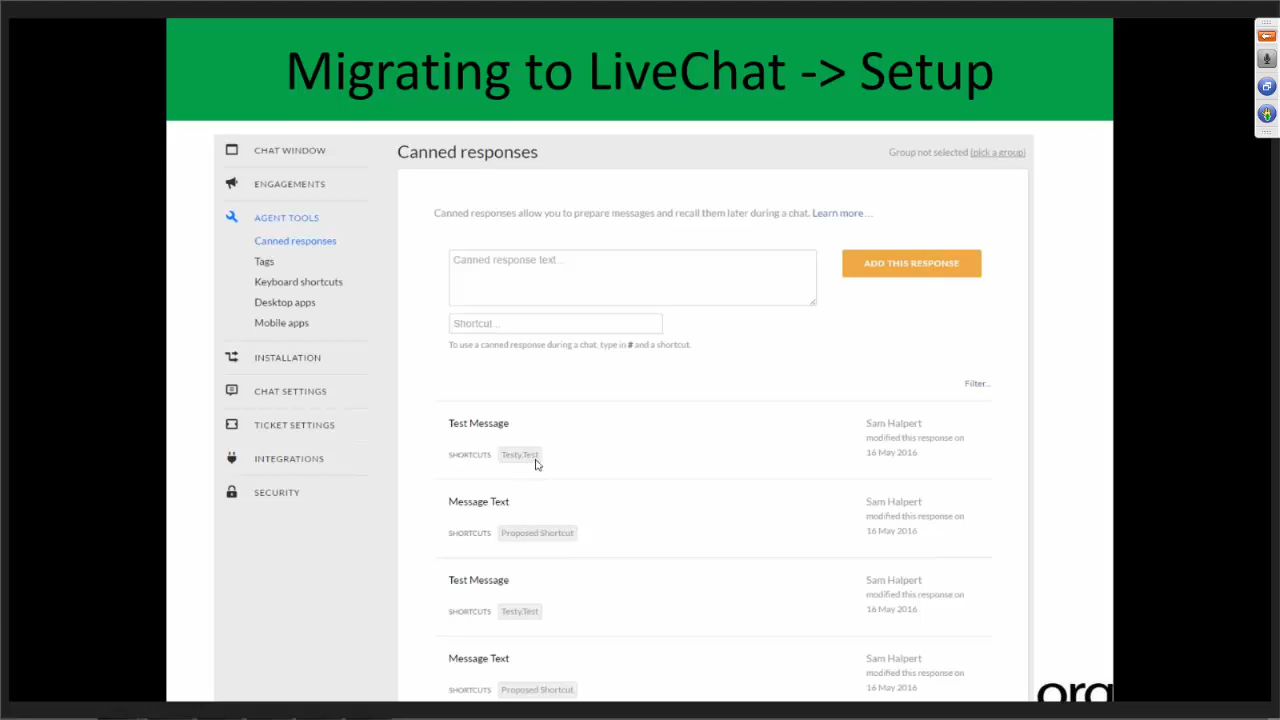 Migrating to LiveChat -> Setup
CHAT WINDOW
ENGAGEMENTS
AGENT TOOLS
Canned responses
Tags
Keyboard shortcuts
Desktop apps
Mobile apps
INSTALLATION
CHAT SETTINGS
TICKET SETTINGS
INTEGRATIONS
SECURITY
Canned responses
Group not selected (pick a group)
Canned responses allow you to prepare messages and recall them later during a chat. Learn more...
Canned response text...
ADD THIS RESPONSE
Shortcut...
To use a canned response during a chat, type in # and a shortcut.
Filter...
Test Message
SHORTCUTS Testy.Test
Sam Halpert
modified this response on
16 May 2016
Message Text
SHORTCUTS Proposed Shortcut
Sam Halpert
modified this response on
16 May 2016
Test Message
SHORTCUTS Testy.Test
Sam Halpert
modified this response on
16 May 2016
Message Text
SHORTCUTS Proposed Shortcut
Sam Halpert
modified this response on
16 May 2016